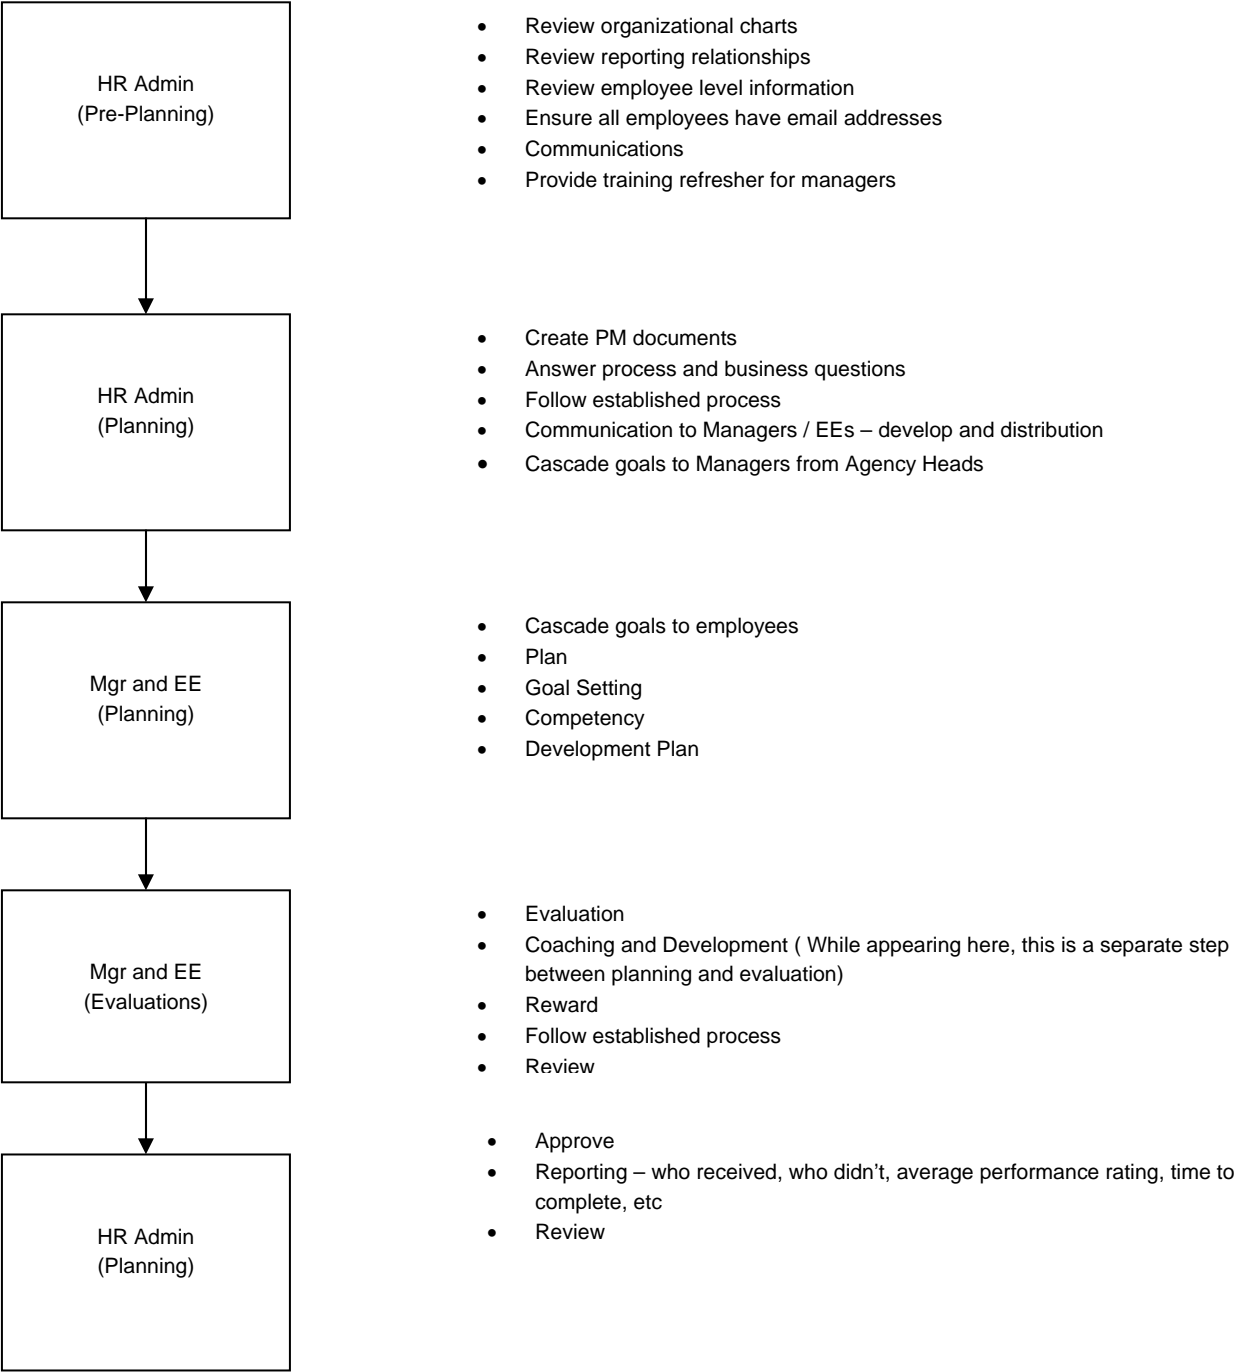 HR Admin
(Pre-Planning)
• Review organizational charts
• Review reporting relationships
• Review employee level information
• Ensure all employees have email addresses
• Communications
• Provide training refresher for managers
HR Admin
(Planning)
• Create PM documents
• Answer process and business questions
• Follow established process
• Communication to Managers / EEs – develop and distribution
• Cascade goals to Managers from Agency Heads
Mgr and EE
(Planning)
• Cascade goals to employees
• Plan
• Goal Setting
• Competency
• Development Plan
Mgr and EE
(Evaluations)
• Evaluation
• Coaching and Development ( While appearing here, this is a separate step
between planning and evaluation)
• Reward
• Follow established process
• Review
HR Admin
(Planning)
• Approve
• Reporting – who received, who didn’t, average performance rating, time to
complete, etc
• Review